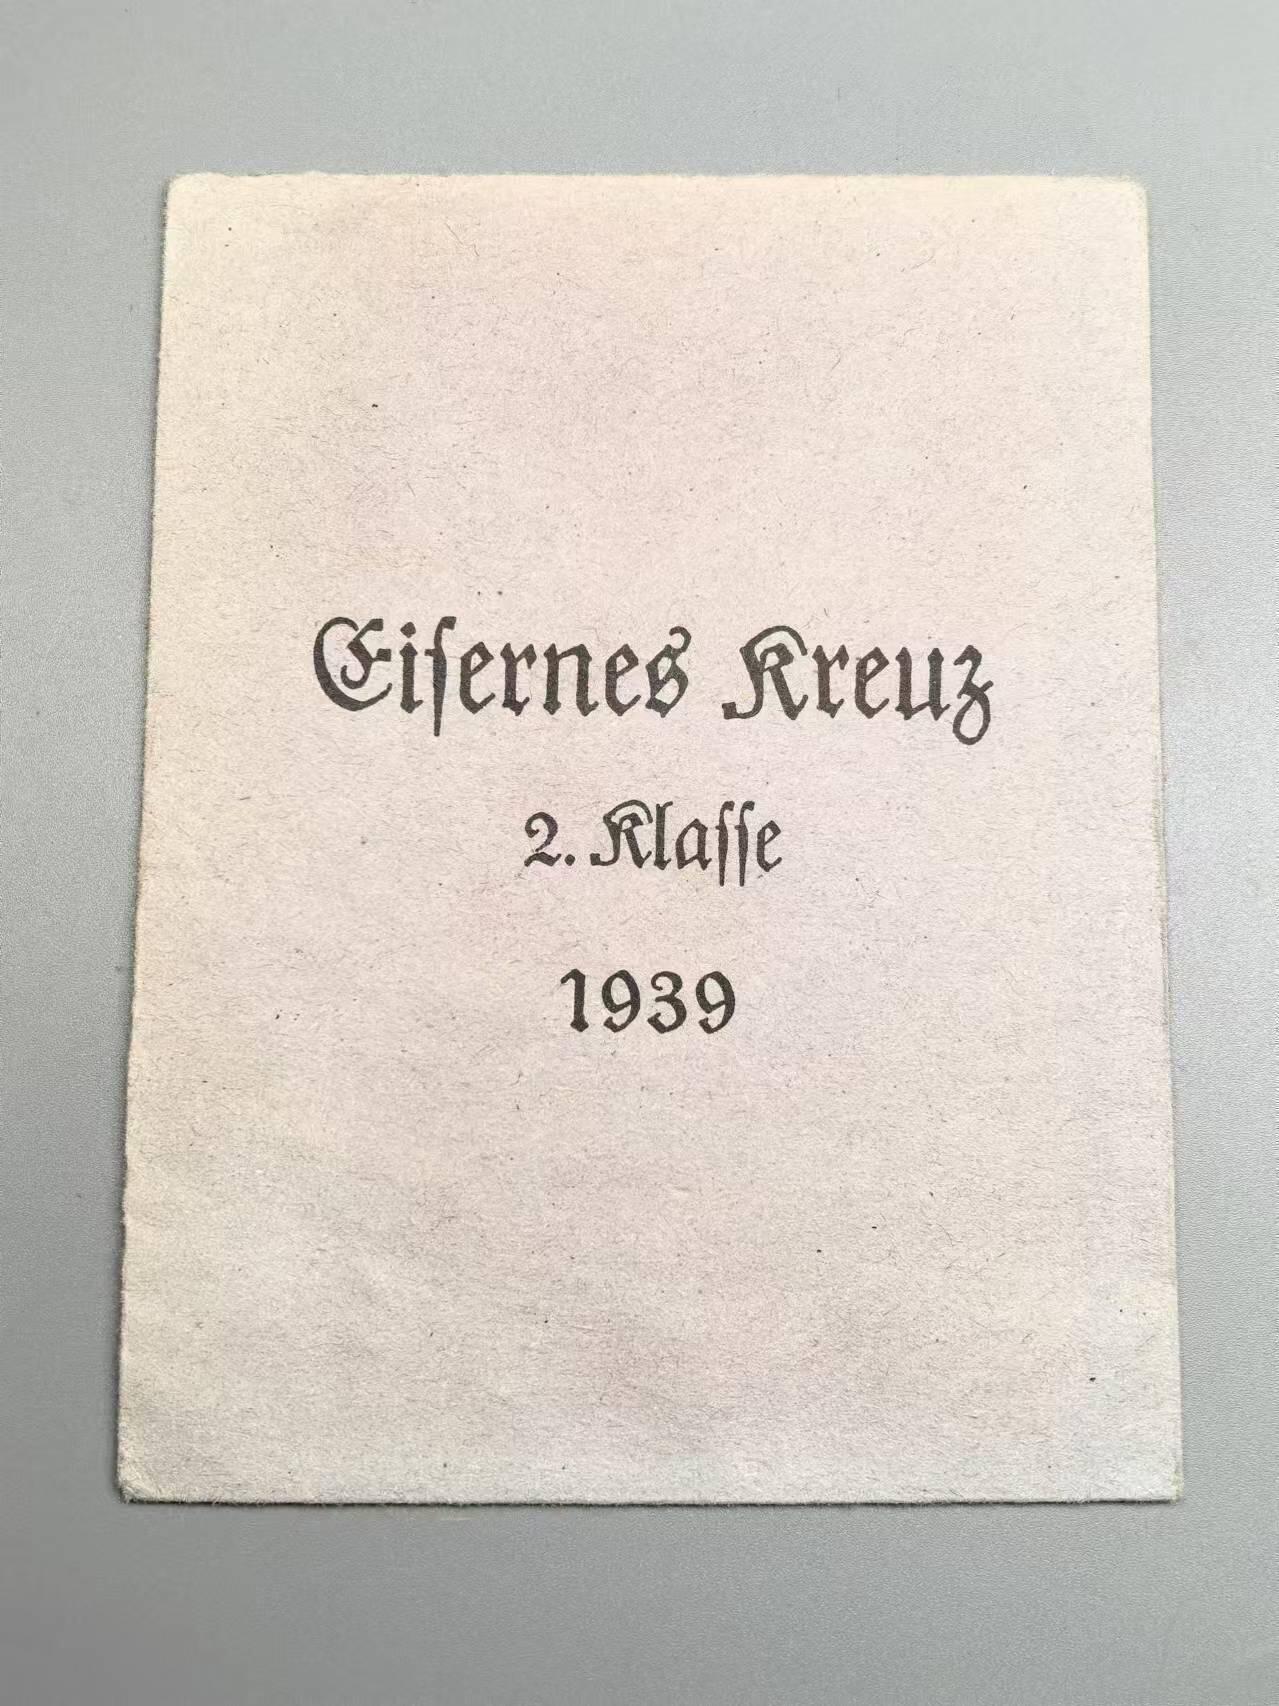 Eiſernes Kreuz
2. Klaſſe
1939